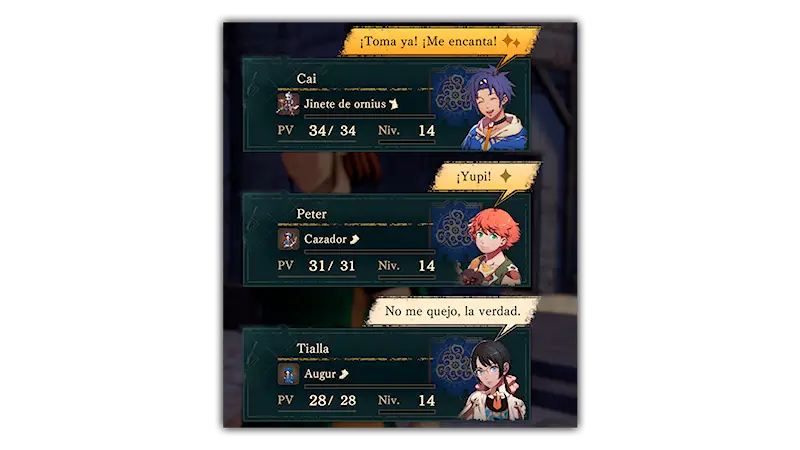 ¡Toma ya! ¡Me encanta!
Cai
Jinete de ornius
PV 34/ 34 Niv. 14
¡Yupi!
Peter
Cazador
PV 31/ 31 Niv. 14
No me quejo, la verdad.
Tialla
Augur
PV 28/ 28 Niv. 14